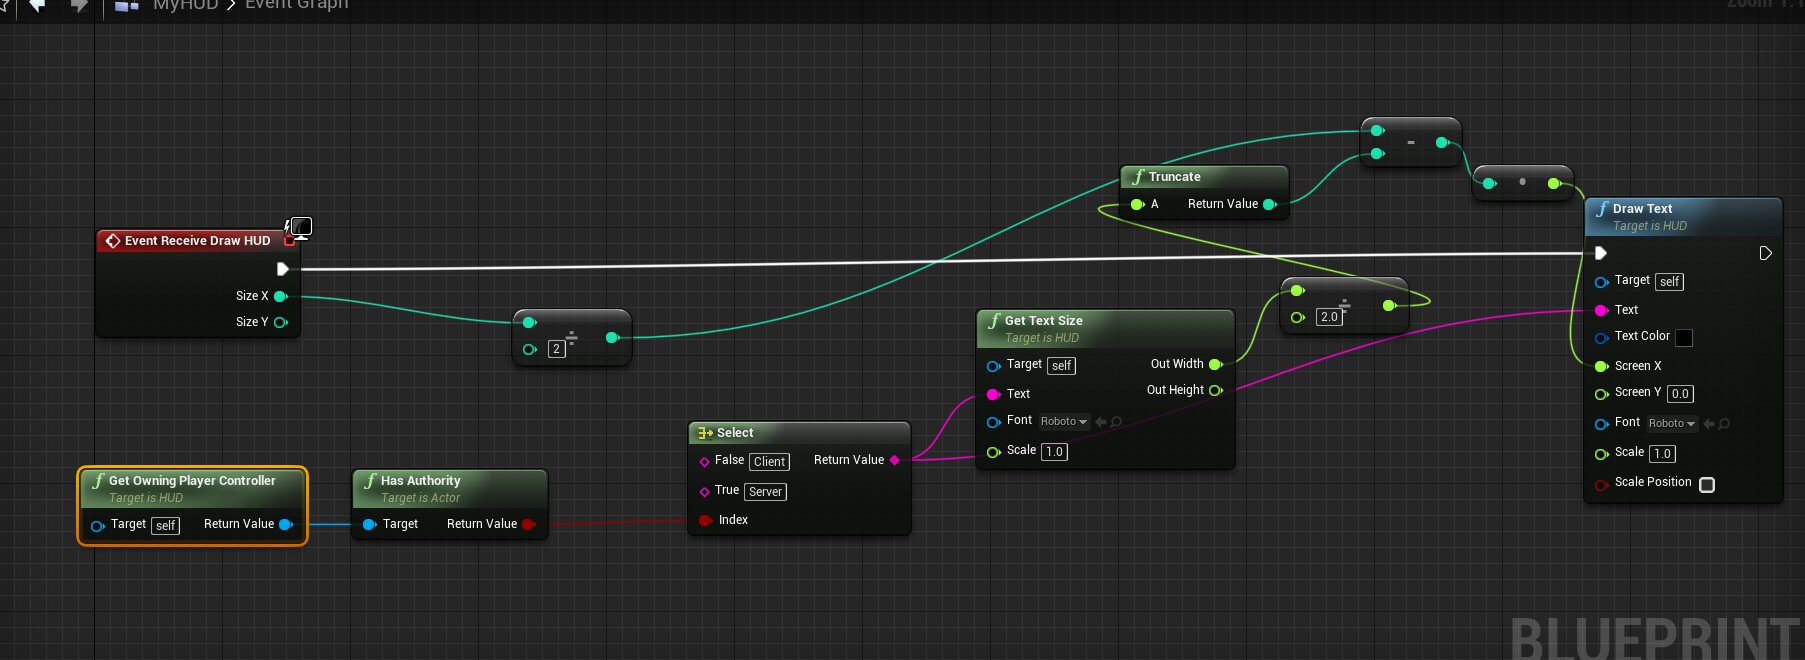 MyHUD > Event Graph
Zoom 1:1
Event Receive Draw HUD
Size X
Size Y
2
Get Owning Player Controller
Target is HUD
Target self
Return Value
Has Authority
Target is Actor
Target
Return Value
Select
False Client
Return Value
True Server
Index
Get Text Size
Target is HUD
Target self
Out Width
Out Height
Text
Font Roboto
Scale 1.0
2.0
Truncate
A
Return Value
-
Draw Text
Target is HUD
Target self
Text
Text Color
Screen X
Screen Y 0.0
Font Roboto
Scale 1.0
Scale Position
BLUEPRINT